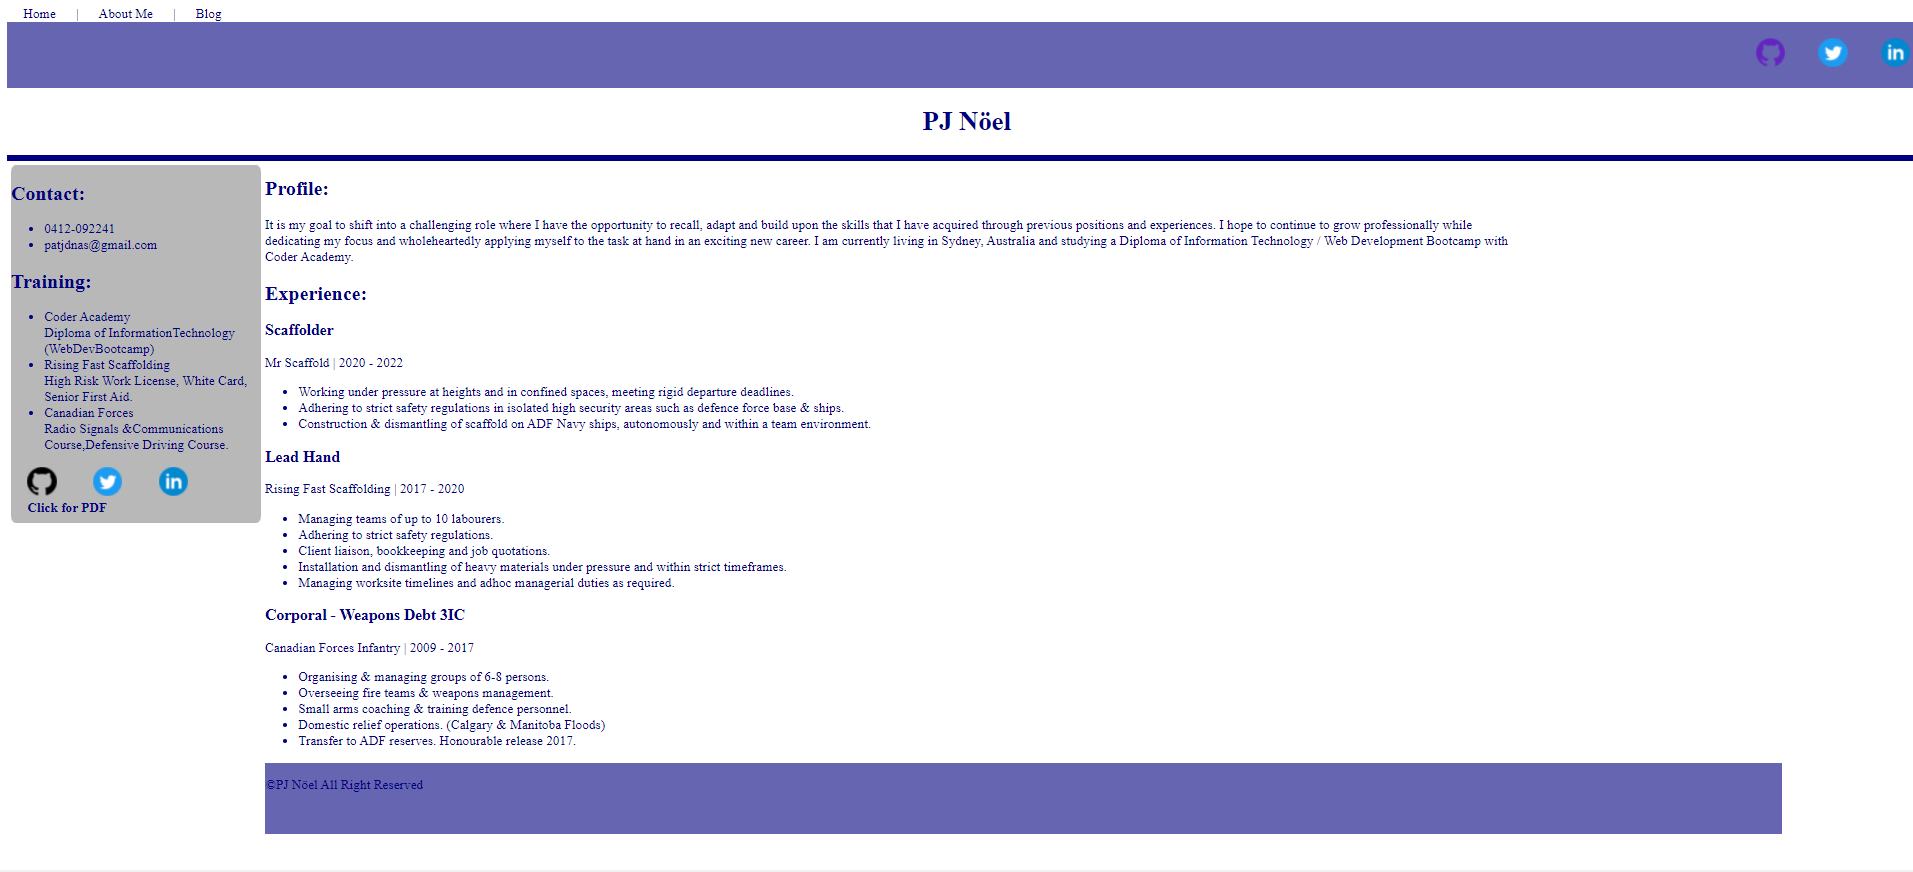 Home | About Me | Blog
PJ Nöel
Contact:
0412-092241
patjdnas@gmail.com
Training:
Coder Academy
Diploma of InformationTechnology
(WebDevBootcamp)
Rising Fast Scaffolding
High Risk Work License, White Card,
Senior First Aid.
Canadian Forces
Radio Signals &Communications
Course,Defensive Driving Course.
in
Click for PDF
Profile:
It is my goal to shift into a challenging role where I have the opportunity to recall, adapt and build upon the skills that I have acquired through previous positions and experiences. I hope to continue to grow professionally while
dedicating my focus and wholeheartedly applying myself to the task at hand in an exciting new career. I am currently living in Sydney, Australia and studying a Diploma of Information Technology / Web Development Bootcamp with
Coder Academy.
Experience:
Scaffolder
Mr Scaffold | 2020 - 2022
Working under pressure at heights and in confined spaces, meeting rigid departure deadlines.
Adhering to strict safety regulations in isolated high security areas such as defence force base & ships.
Construction & dismantling of scaffold on ADF Navy ships, autonomously and within a team environment.
Lead Hand
Rising Fast Scaffolding | 2017 - 2020
Managing teams of up to 10 labourers.
Adhering to strict safety regulations.
Client liaison, bookkeeping and job quotations.
Installation and dismantling of heavy materials under pressure and within strict timeframes.
Managing worksite timelines and adhoc managerial duties as required.
Corporal - Weapons Debt 3IC
Canadian Forces Infantry | 2009 - 2017
Organising & managing groups of 6-8 persons.
Overseeing fire teams & weapons management.
Small arms coaching & training defence personnel.
Domestic relief operations. (Calgary & Manitoba Floods)
Transfer to ADF reserves. Honourable release 2017.
©PJ Nöel All Right Reserved
in